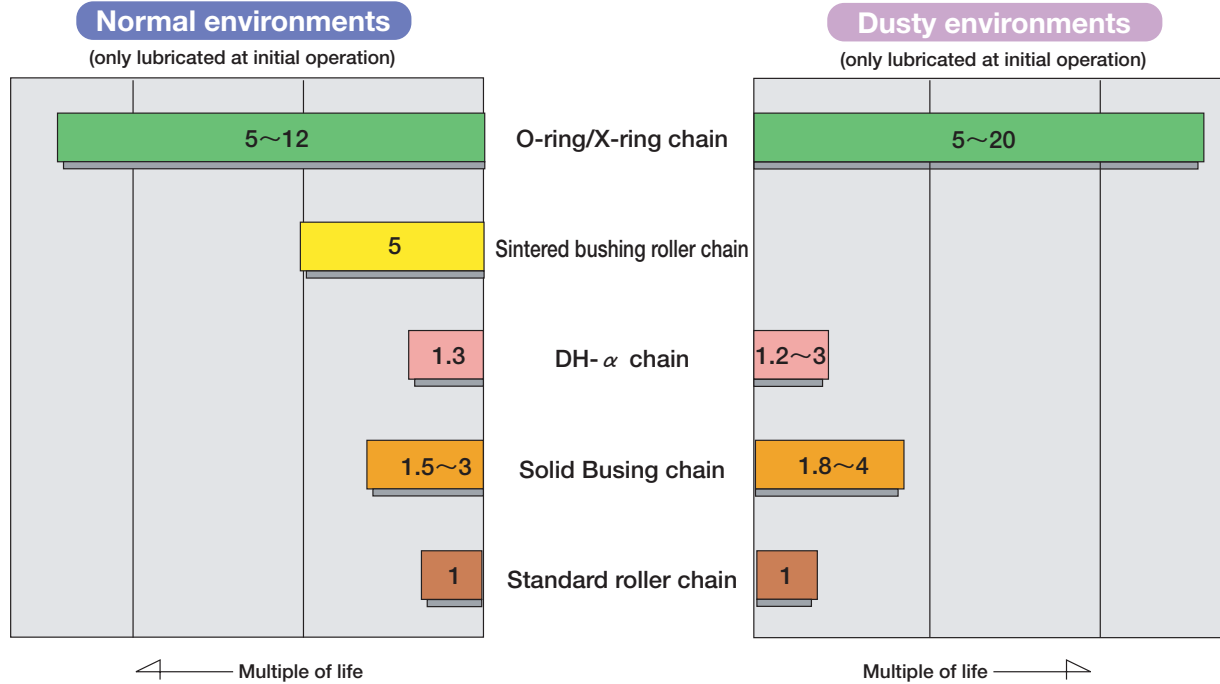 Normal environments
(only lubricated at initial operation)
Dusty environments
(only lubricated at initial operation)
5～12
O-ring/X-ring chain
5～20
5
Sintered bushing roller chain
1.3
DH-α chain
1.2～3
1.5～3
Solid Busing chain
1.8～4
1
Standard roller chain
1
Multiple of life
Multiple of life